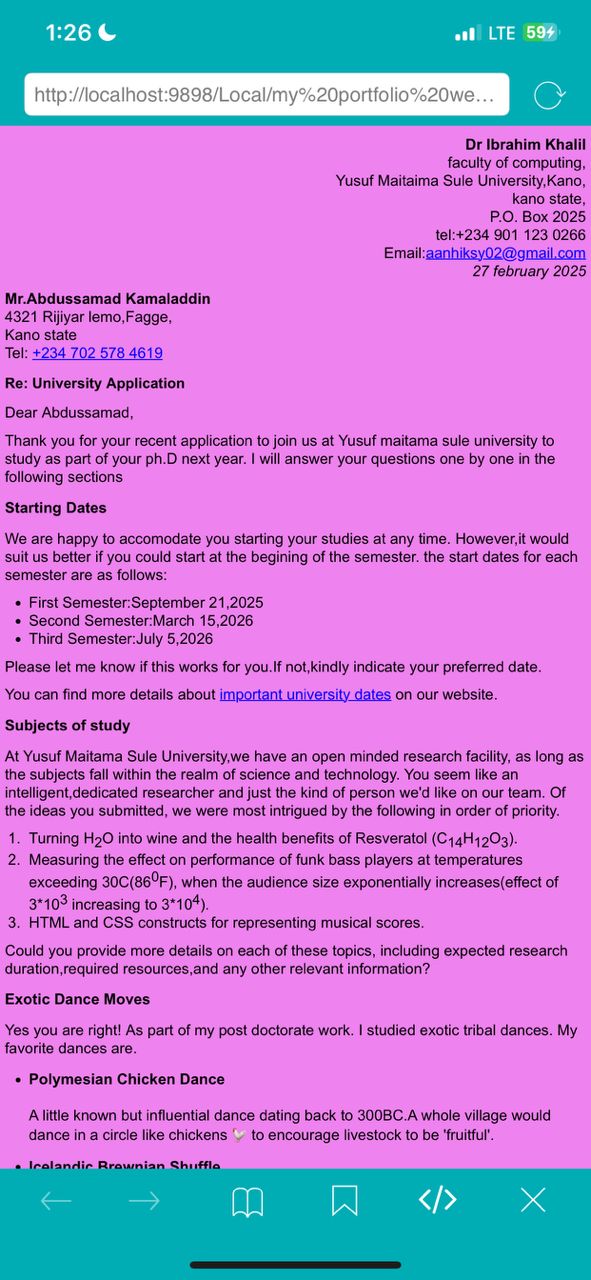 1:26
LTE 59
http://localhost:9898/Local/my%20portfolio%20we...
Dr Ibrahim Khalil
faculty of computing,
Yusuf Maitaima Sule University,Kano,
kano state,
P.O. Box 2025
tel:+234 901 123 0266
Email:aanhiksy02@gmail.com
27 february 2025
Mr.Abdussamad Kamaladdin
4321 Rijiyar lemo,Fagge,
Kano state
Tel: +234 702 578 4619
Re: University Application
Dear Abdussamad,
Thank you for your recent application to join us at Yusuf maitama sule university to
study as part of your ph.D next year. I will answer your questions one by one in the
following sections
Starting Dates
We are happy to accomodate you starting your studies at any time. However,it would
suit us better if you could start at the begining of the semester. the start dates for each
semester are as follows:
• First Semester:September 21,2025
• Second Semester:March 15,2026
• Third Semester:July 5,2026
Please let me know if this works for you.If not,kindly indicate your preferred date.
You can find more details about important university dates on our website.
Subjects of study
At Yusuf Maitama Sule University,we have an open minded research facility, as long as
the subjects fall within the realm of science and technology. You seem like an
intelligent,dedicated researcher and just the kind of person we'd like on our team. Of
the ideas you submitted, we were most intrigued by the following in order of priority.
1. Turning H₂O into wine and the health benefits of Resveratol (C₁₄H₁₂O₃).
2. Measuring the effect on performance of funk bass players at temperatures
exceeding 30C(86⁰F), when the audience size exponentially increases(effect of
3*10³ increasing to 3*10⁴).
3. HTML and CSS constructs for representing musical scores.
Could you provide more details on each of these topics, including expected research
duration,required resources,and any other relevant information?
Exotic Dance Moves
Yes you are right! As part of my post doctorate work. I studied exotic tribal dances. My
favorite dances are.
• Polymesian Chicken Dance
A little known but influential dance dating back to 300BC.A whole village would
dance in a circle like chickens 🐓 to encourage livestock to be 'fruitful'.
• Icelandic Brewnian Shuffle